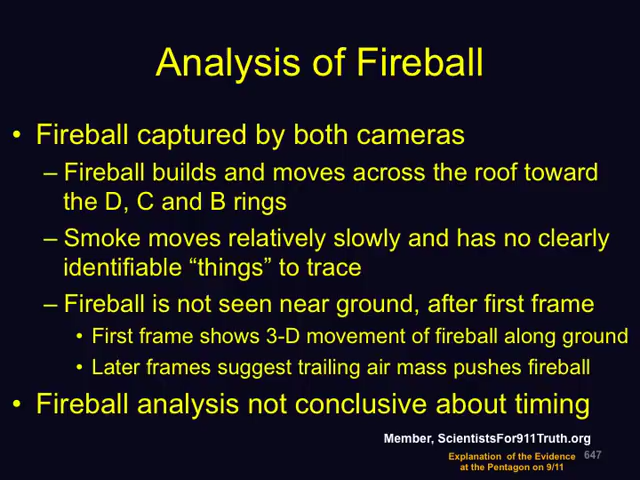 Analysis of Fireball
• Fireball captured by both cameras
– Fireball builds and moves across the roof toward
the D, C and B rings
– Smoke moves relatively slowly and has no clearly
identifiable “things” to trace
– Fireball is not seen near ground, after first frame
• First frame shows 3-D movement of fireball along ground
• Later frames suggest trailing air mass pushes fireball
• Fireball analysis not conclusive about timing
Member, ScientistsFor911Truth.org
Explanation of the Evidence 647
at the Pentagon on 9/11